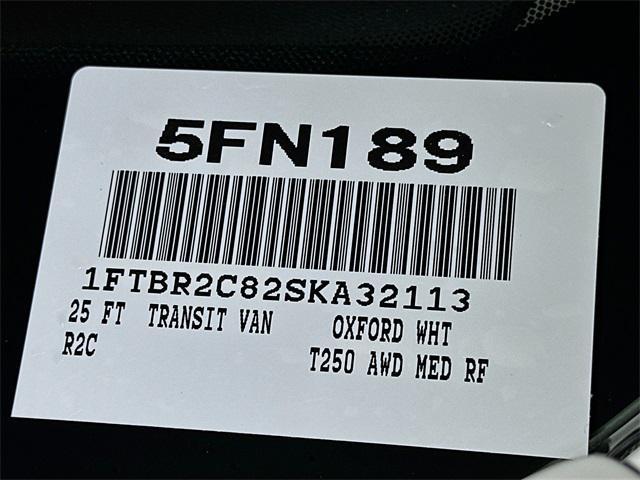 5FN189
1FTBR2C82SKA32113
25 FT TRANSIT VAN OXFORD WHT
R2C T250 AWD MED RF